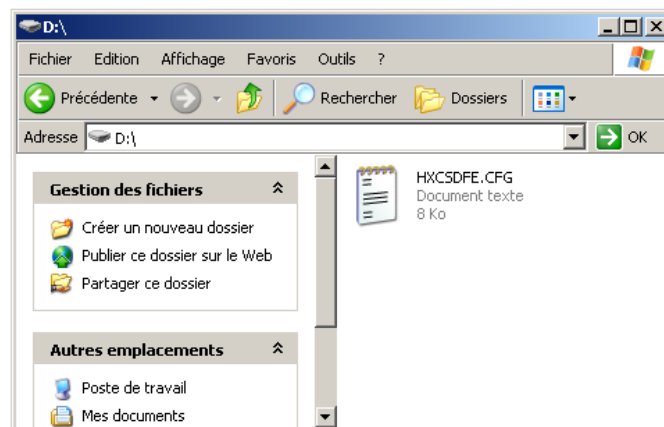 D:\
Fichier Edition Affichage Favoris Outils ?
Précédente Rechercher Dossiers
Adresse D:\ OK
Gestion des fichiers
Créer un nouveau dossier
Publier ce dossier sur le Web
Partager ce dossier
Autres emplacements
Poste de travail
Mes documents
HXCSDFE.CFG
Document texte
8 Ko